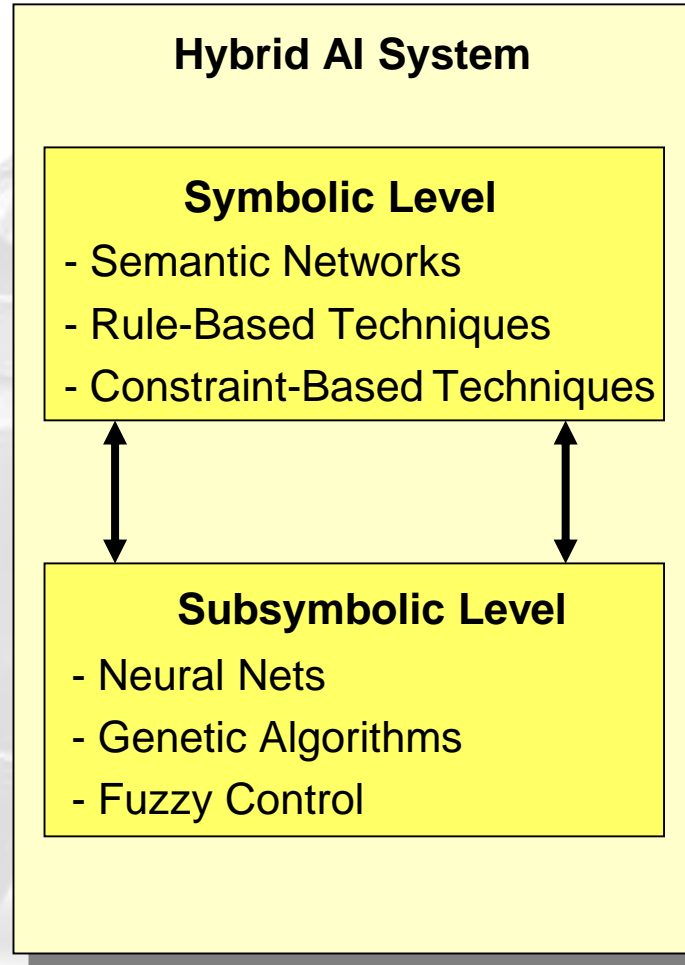 Hybrid AI System
Symbolic Level
- Semantic Networks
- Rule-Based Techniques
- Constraint-Based Techniques
Subsymbolic Level
- Neural Nets
- Genetic Algorithms
- Fuzzy Control